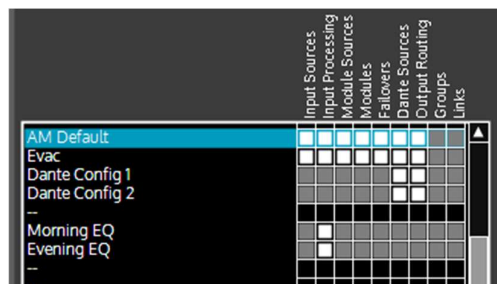 Input Sources
Input Processing
Module Sources
Modules
Failovers
Dante Sources
Output Routing
Groups
Links
AM Default
Evac
Dante Config 1
Dante Config 2
--
Morning EQ
Evening EQ
--